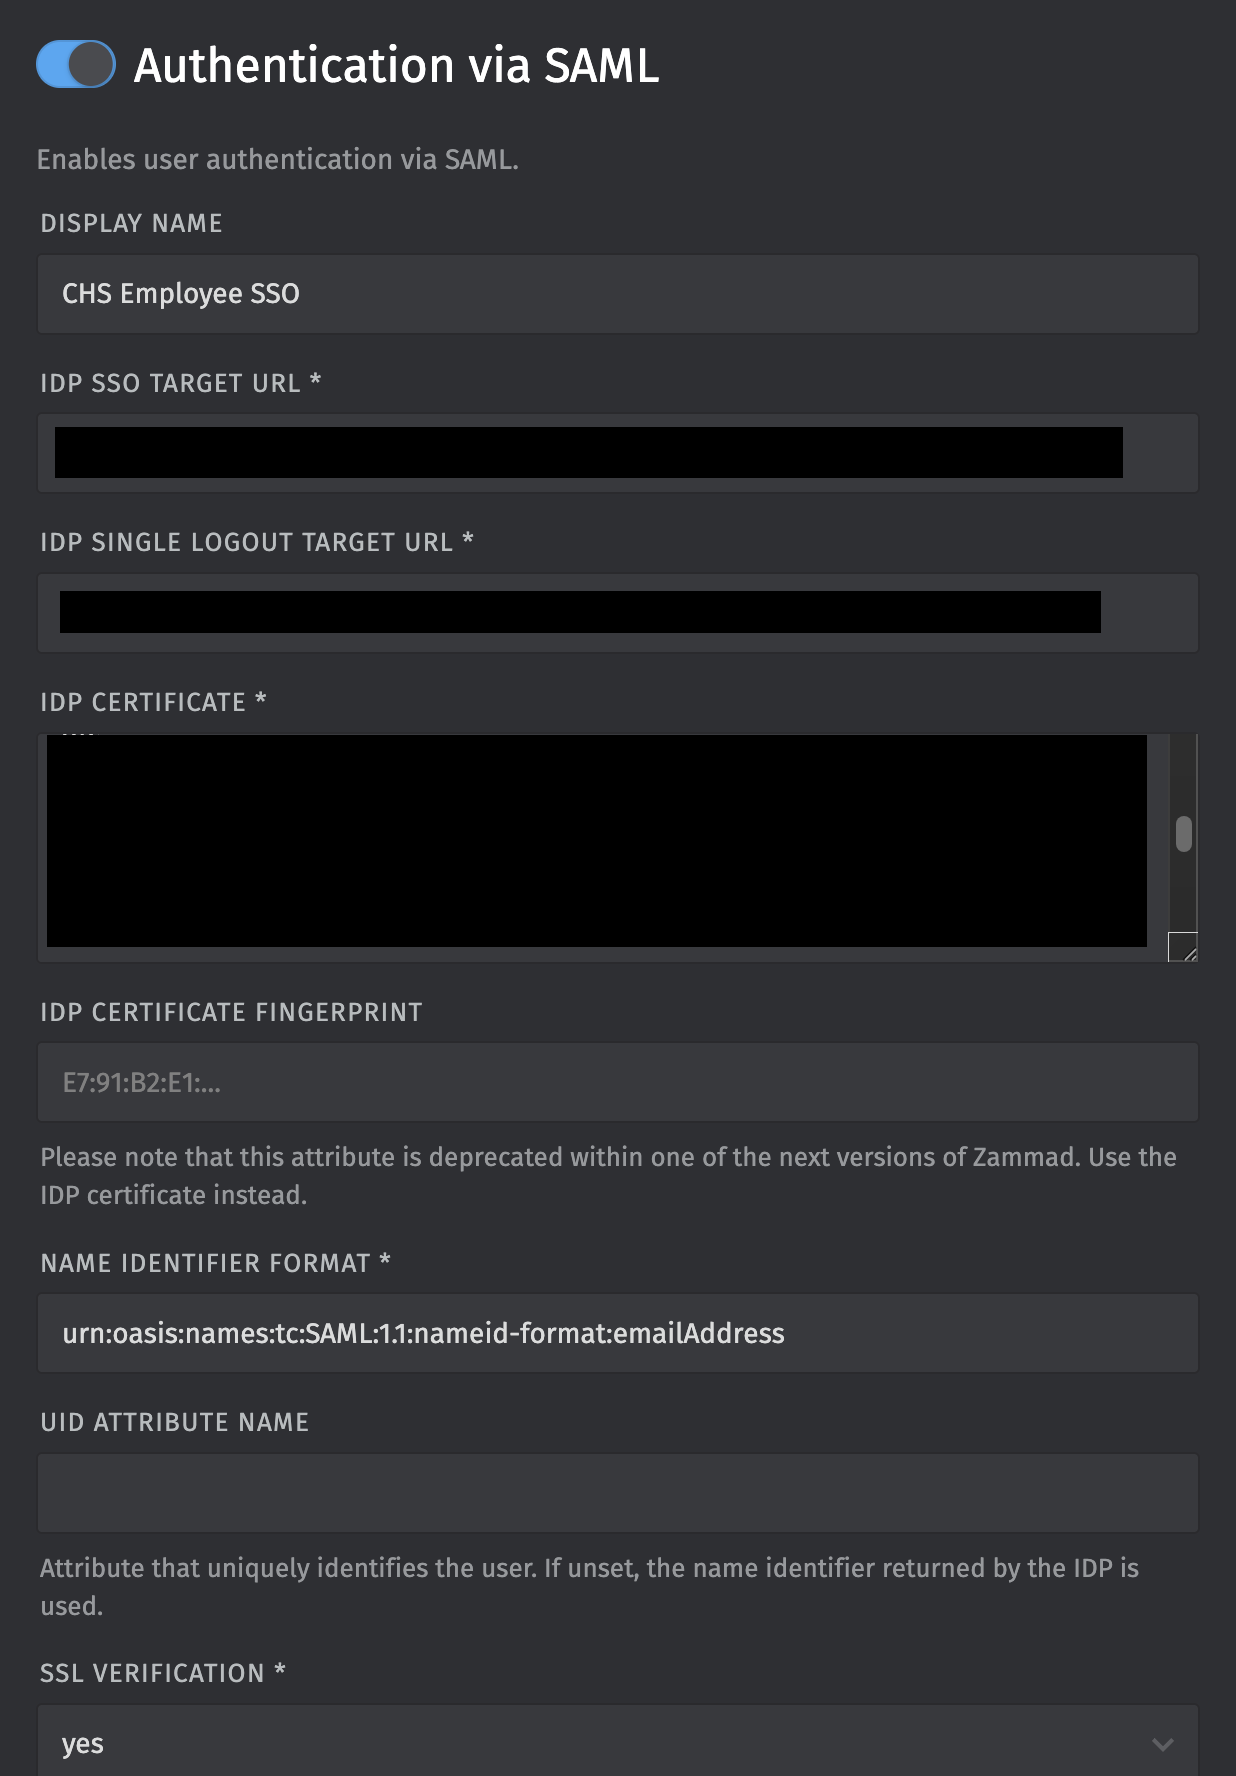 Authentication via SAML
Enables user authentication via SAML.
DISPLAY NAME
CHS Employee SSO
IDP SSO TARGET URL *
IDP SINGLE LOGOUT TARGET URL *
IDP CERTIFICATE *
IDP CERTIFICATE FINGERPRINT
E7:91:B2:E1:...
Please note that this attribute is deprecated within one of the next versions of Zammad. Use the
IDP certificate instead.
NAME IDENTIFIER FORMAT *
urn:oasis:names:tc:SAML:1.1:nameid-format:emailAddress
UID ATTRIBUTE NAME
Attribute that uniquely identifies the user. If unset, the name identifier returned by the IDP is
used.
SSL VERIFICATION *
yes